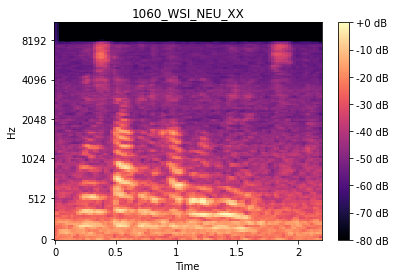 1060_WSI_NEU_XX
+0 dB
8192
-10 dB
4096
-20 dB
-30 dB
2048
Hz
-40 dB
1024
-50 dB
-60 dB
512
-70 dB
0
-80 dB
0
0.5
1
1.5
2
Time